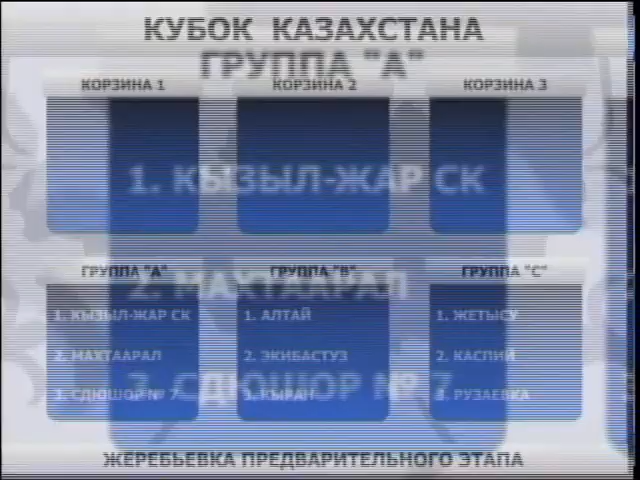 КУБОК КАЗАХСТАНА
ГРУППА "А"
КОРЗИНА 1
КОРЗИНА 2
КОРЗИНА 3
1. КЫЗЫЛ-ЖАР СК
2. МАХТААРАЛ
3. СДЮШОР № 7
ГРУППА "А"
1. КЫЗЫЛ-ЖАР СК
2. МАХТААРАЛ
3. СДЮШОР № 7
ГРУППА "В"
1. АЛТАЙ
2. ЭКИБАСТУЗ
3. КЫРАН
ГРУППА "С"
1. ЖЕТЫСУ
2. КАСПИЙ
3. РУЗАЕВКА
ЖЕРЕБЬЕВКА ПРЕДВАРИТЕЛЬНОГО ЭТАПА